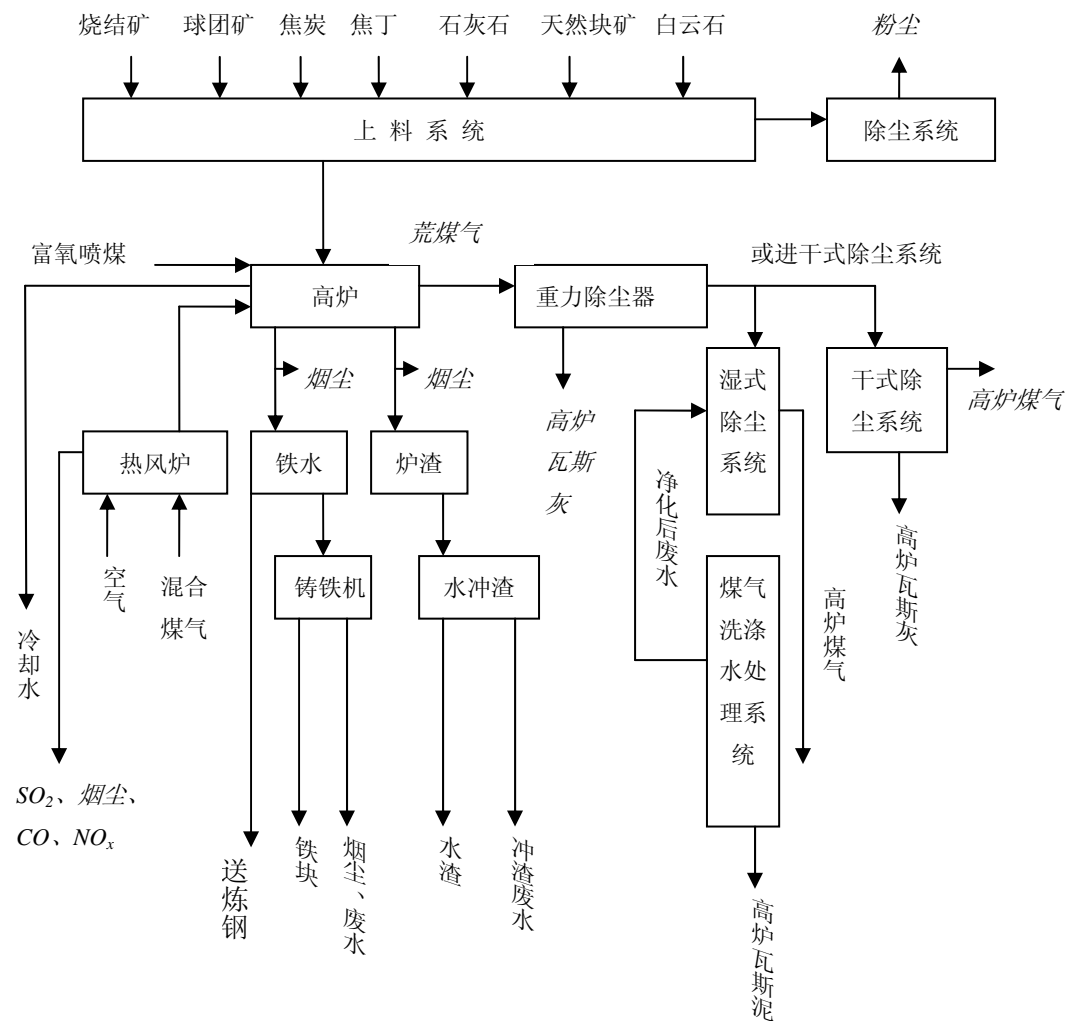 烧结矿 球团矿 焦炭 焦丁 石灰石 天然块矿 白云石 粉尘
上 料 系 统
除尘系统
荒煤气
富氧喷煤
或进干式除尘系统
高炉
重力除尘器
烟尘
烟尘
湿式
除尘
系统
干式除
尘系统
高炉煤气
高炉
瓦斯
灰
热风炉
铁水
炉渣
净化后废水
高炉瓦斯灰
空气
混合
煤气
铸铁机
水冲渣
煤气
洗涤
水处
理系
统
高炉煤气
冷却水
SO2、烟尘、
CO、NOx
送炼钢
铁块
烟尘、废水
水渣
冲渣废水
高炉瓦斯泥